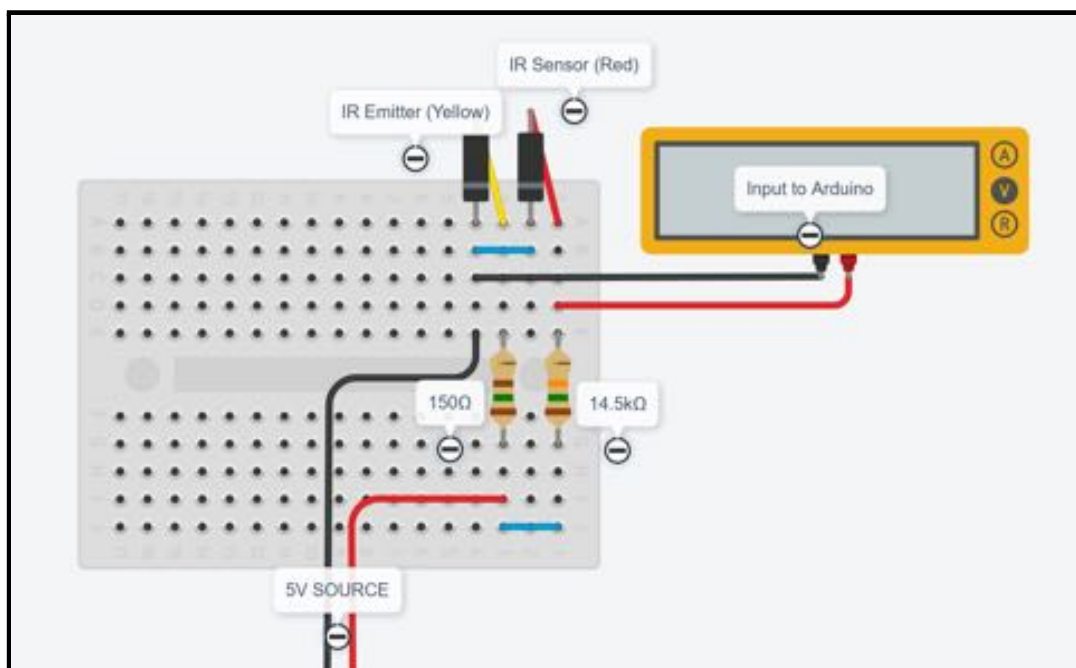 IR Sensor (Red)
IR Emitter (Yellow)
Input to Arduino
A
V
R
150Ω
14.5kΩ
5V SOURCE